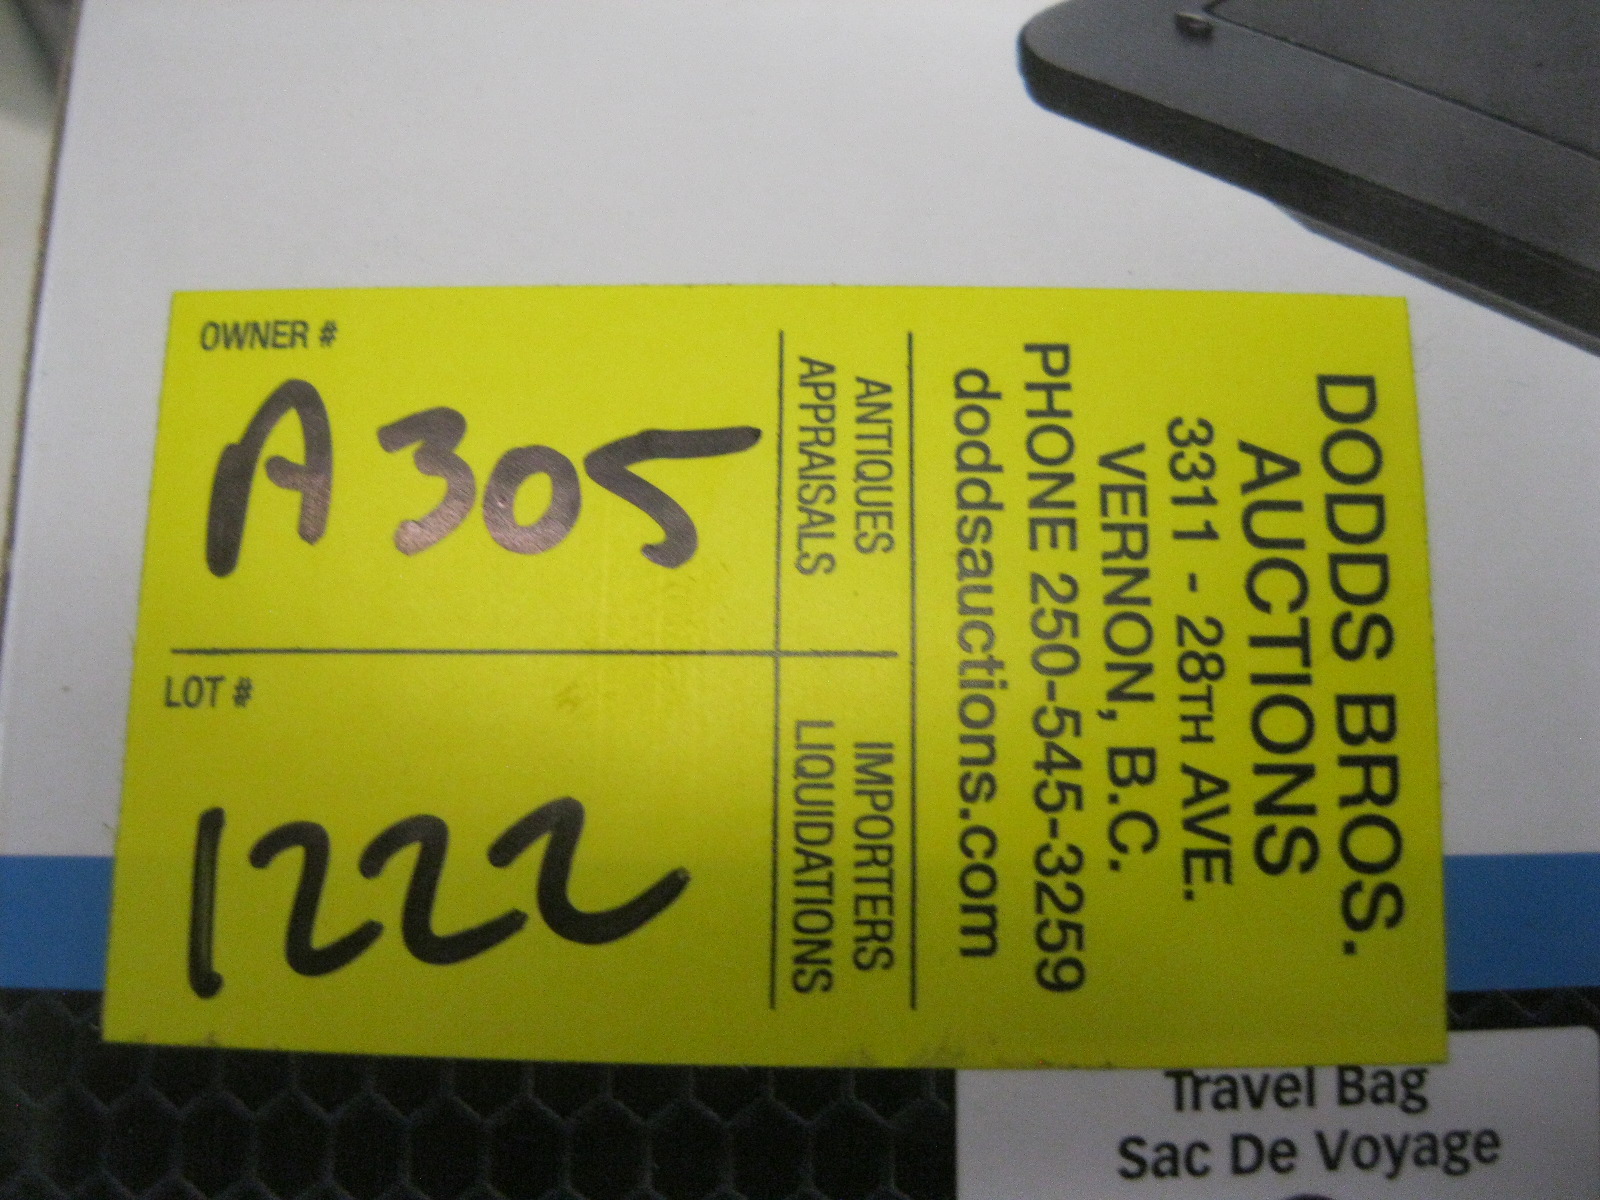 DODDS BROS.
AUCTIONS
3311 - 28TH AVE.
VERNON, B.C.
PHONE 250-545-3259
doddsauctions.com
ANTIQUES
APPRAISALS
IMPORTERS
LIQUIDATIONS
OWNER #
A305
LOT #
1222
Travel Bag
Sac De Voyage